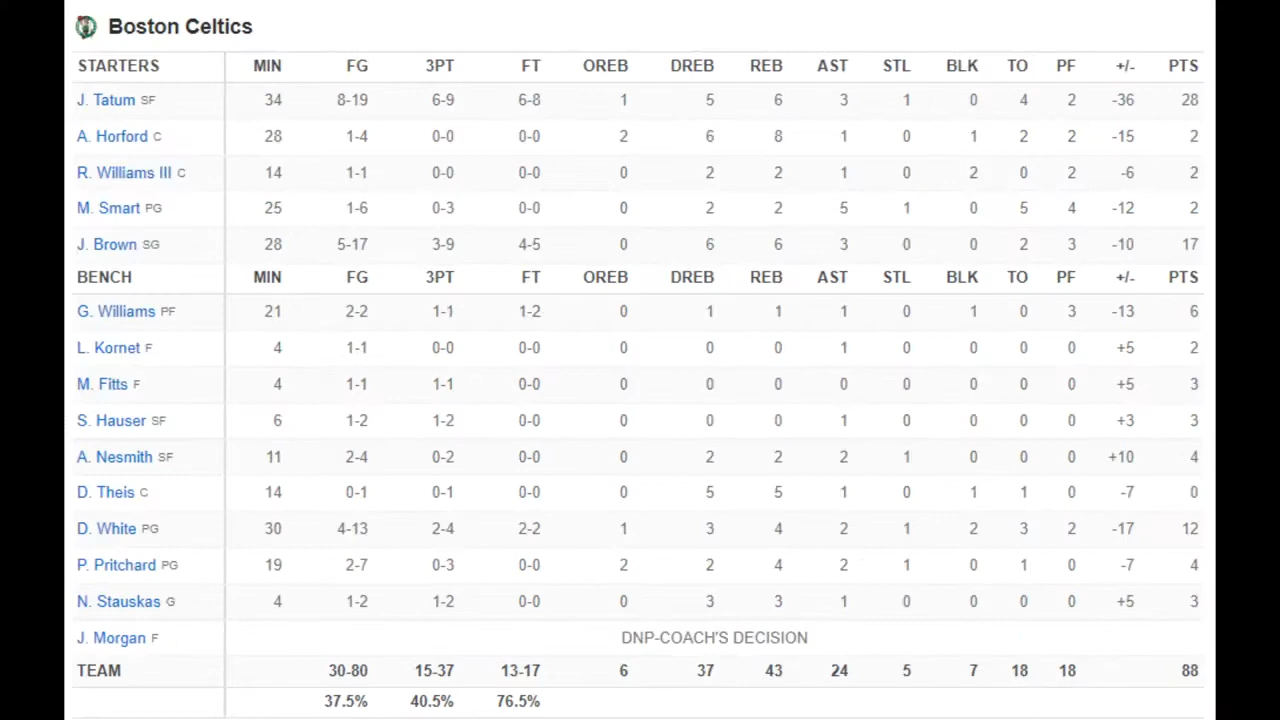 Boston Celtics
STARTERS MIN FG 3PT FT OREB DREB REB AST STL BLK TO PF +/- PTS
J. Tatum SF 34 8-19 6-9 6-8 1 5 6 3 1 0 4 2 -36 28
A. Horford C 28 1-4 0-0 0-0 2 6 8 1 0 1 2 2 -15 2
R. Williams III C 14 1-1 0-0 0-0 0 2 2 1 0 2 0 2 -6 2
M. Smart PG 25 1-6 0-3 0-0 0 2 2 5 1 0 5 4 -12 2
J. Brown SG 28 5-17 3-9 4-5 0 6 6 3 0 0 2 3 -10 17
BENCH MIN FG 3PT FT OREB DREB REB AST STL BLK TO PF +/- PTS
G. Williams PF 21 2-2 1-1 1-2 0 1 1 1 0 1 0 3 -13 6
L. Kornet F 4 1-1 0-0 0-0 0 0 0 1 0 0 0 0 +5 2
M. Fitts F 4 1-1 1-1 0-0 0 0 0 0 0 0 0 0 +5 3
S. Hauser SF 6 1-2 1-2 0-0 0 0 0 1 0 0 0 0 +3 3
A. Nesmith SF 11 2-4 0-2 0-0 0 2 2 2 1 0 0 0 +10 4
D. Theis C 14 0-1 0-1 0-0 0 5 5 1 0 1 1 0 -7 0
D. White PG 30 4-13 2-4 2-2 1 3 4 2 1 2 3 2 -17 12
P. Pritchard PG 19 2-7 0-3 0-0 2 2 4 2 1 0 1 0 -7 4
N. Stauskas G 4 1-2 1-2 0-0 0 3 3 1 0 0 0 0 +5 3
J. Morgan F DNP-COACH'S DECISION
TEAM 30-80 15-37 13-17 6 37 43 24 5 7 18 18 88
37.5% 40.5% 76.5%